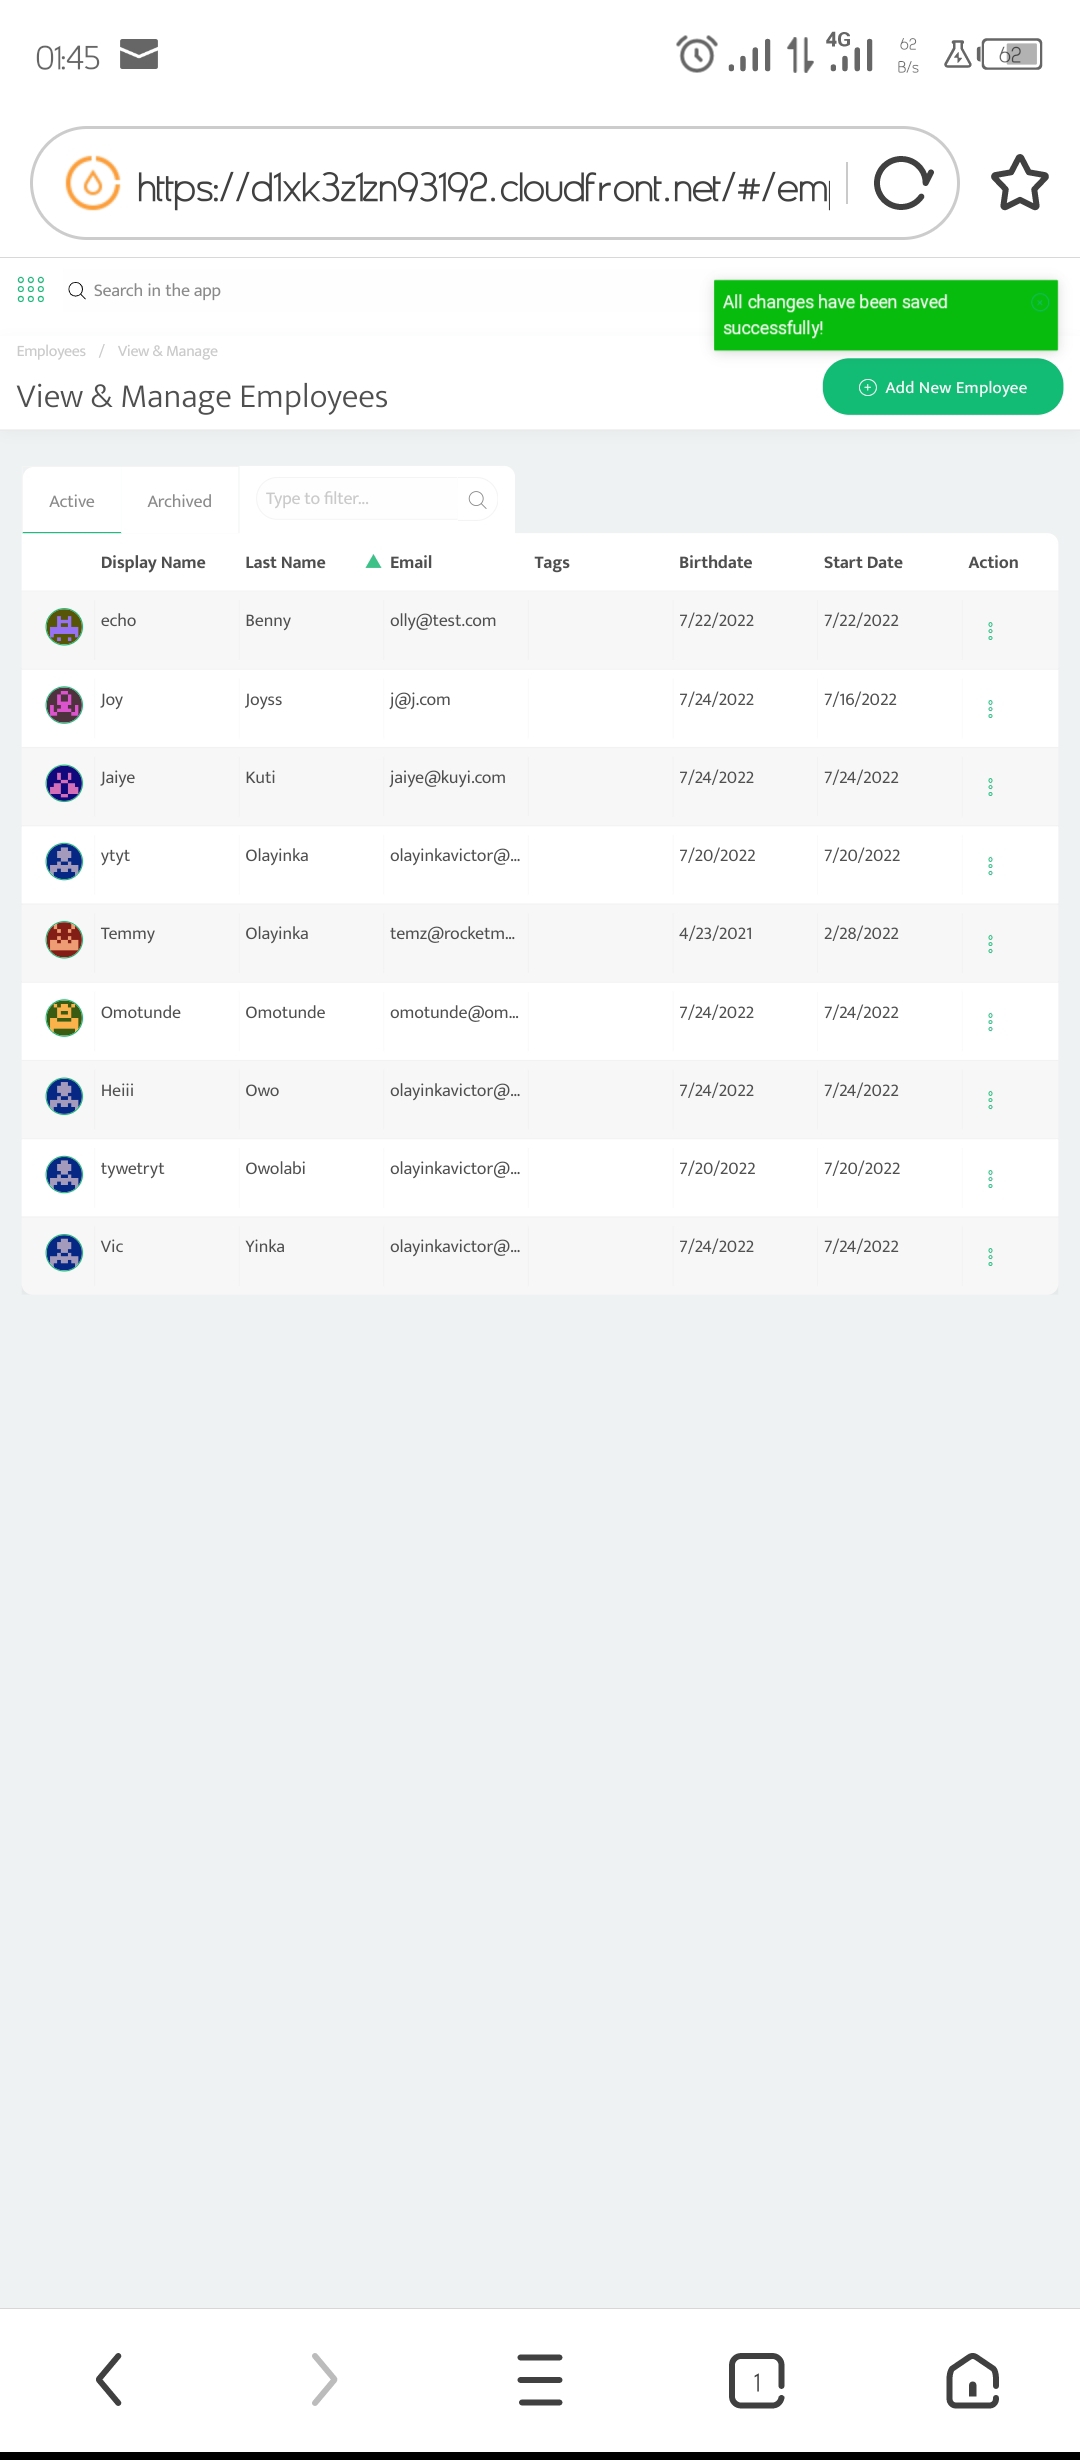 01:45
4G
62
B/s
62
https://d1xk3z1zn93192.cloudfront.net/#/emp
Search in the app
All changes have been saved
successfully!
Employees / View & Manage
View & Manage Employees
Add New Employee
Active Archived Type to filter...
Display Name Last Name Email Tags Birthdate Start Date Action
echo Benny olly@test.com 7/22/2022 7/22/2022
Joy Joyss j@j.com 7/24/2022 7/16/2022
Jaiye Kuti jaiye@kuyi.com 7/24/2022 7/24/2022
ytyt Olayinka olayinkavictor@... 7/20/2022 7/20/2022
Temmy Olayinka temz@rocketm... 4/23/2021 2/28/2022
Omotunde Omotunde omotunde@om... 7/24/2022 7/24/2022
Heiii Owo olayinkavictor@... 7/24/2022 7/24/2022
tywetryt Owolabi olayinkavictor@... 7/20/2022 7/20/2022
Vic Yinka olayinkavictor@... 7/24/2022 7/24/2022
1